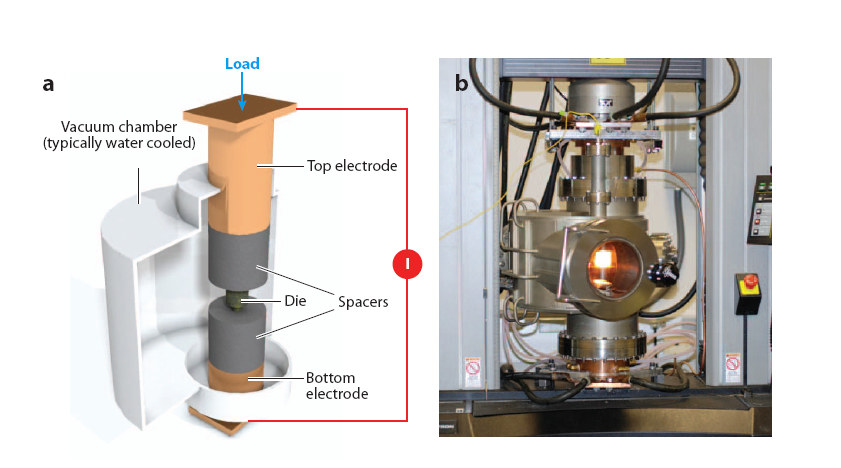 Load
a
b
Vacuum chamber
(typically water cooled)
Top electrode
I
Die
Spacers
Bottom
electrode